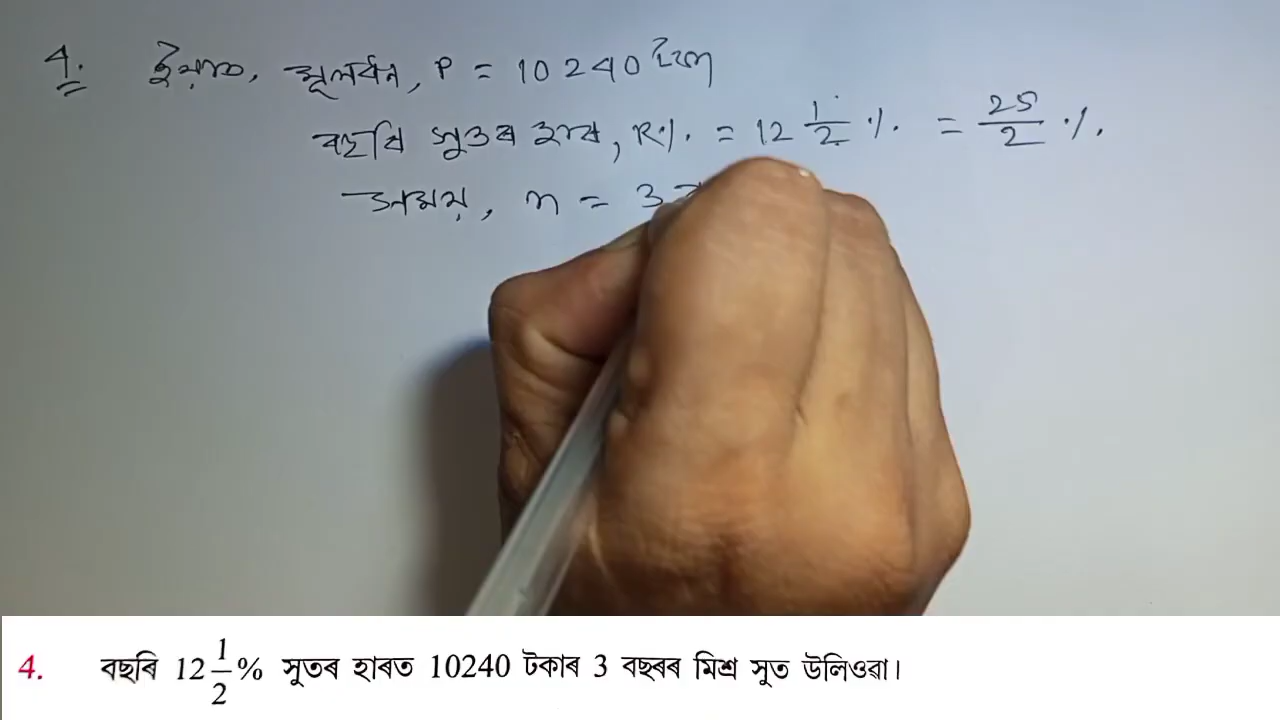 4. ইয়াত, মূলধন, P = 10240 টকা
বছৰি সুতৰ হাৰ, R% = 12 1/2 % = 25/2 %
সময়, n = 3
4. বছৰি 12 1/2 % সুতৰ হাৰত 10240 টকাৰ 3 বছৰৰ মিশ্ৰ সুত উলিওৱা।